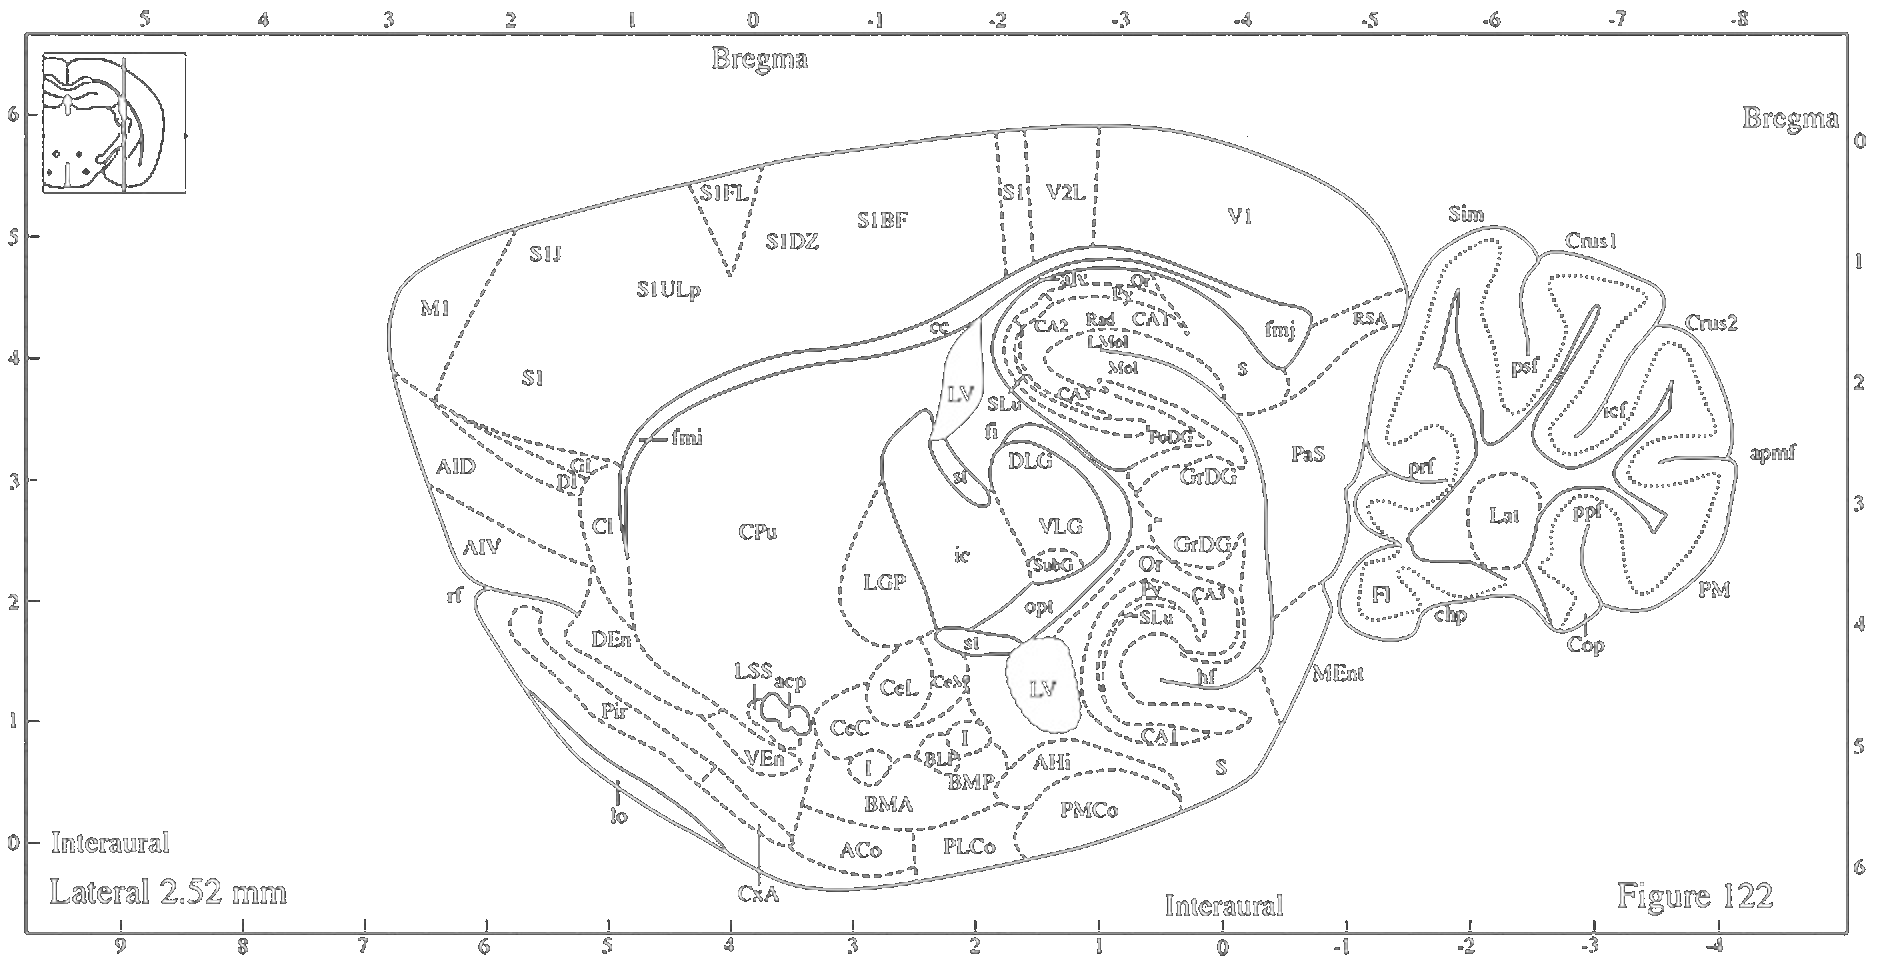 5 4 3 2 1 0 -1 -2 -3 -4 -5 -6 -7 -8
Bregma
Bregma
6
0
S1FL
S1
V2L
S1BF
V1
Sim
5
S1J
S1DZ
Crus1
1
S1ULp
Or
Py
M1
cc
CA2
Rad
CA1
fmj
RSA
Crus2
4
LMol
Mol
S
psf
S1
LV
CA3
2
SLu
icf
fmi
fi
PoDG
AID
GI
DI
DLG
GrDG
PaS
prf
apmf
3
st
3
Cl
CPu
VLG
Lat
ppf
AIV
ic
GrDG
LGP
SubG
Or
rf
opt
Py
CA3
Fl
PM
2
SLu
chp
DEn
st
4
Cop
LSS
acp
CeL
CeM
LV
hf
MEnt
Pir
1
CeC
I
CA1
5
VEn
I
BLP
AHi
S
BMP
BMA
PMCo
lo
0
Interaural
ACo
PLCo
6
Lateral 2.52 mm
CxA
Interaural
Figure 122
9 8 7 6 5 4 3 2 1 0 -1 -2 -3 -4